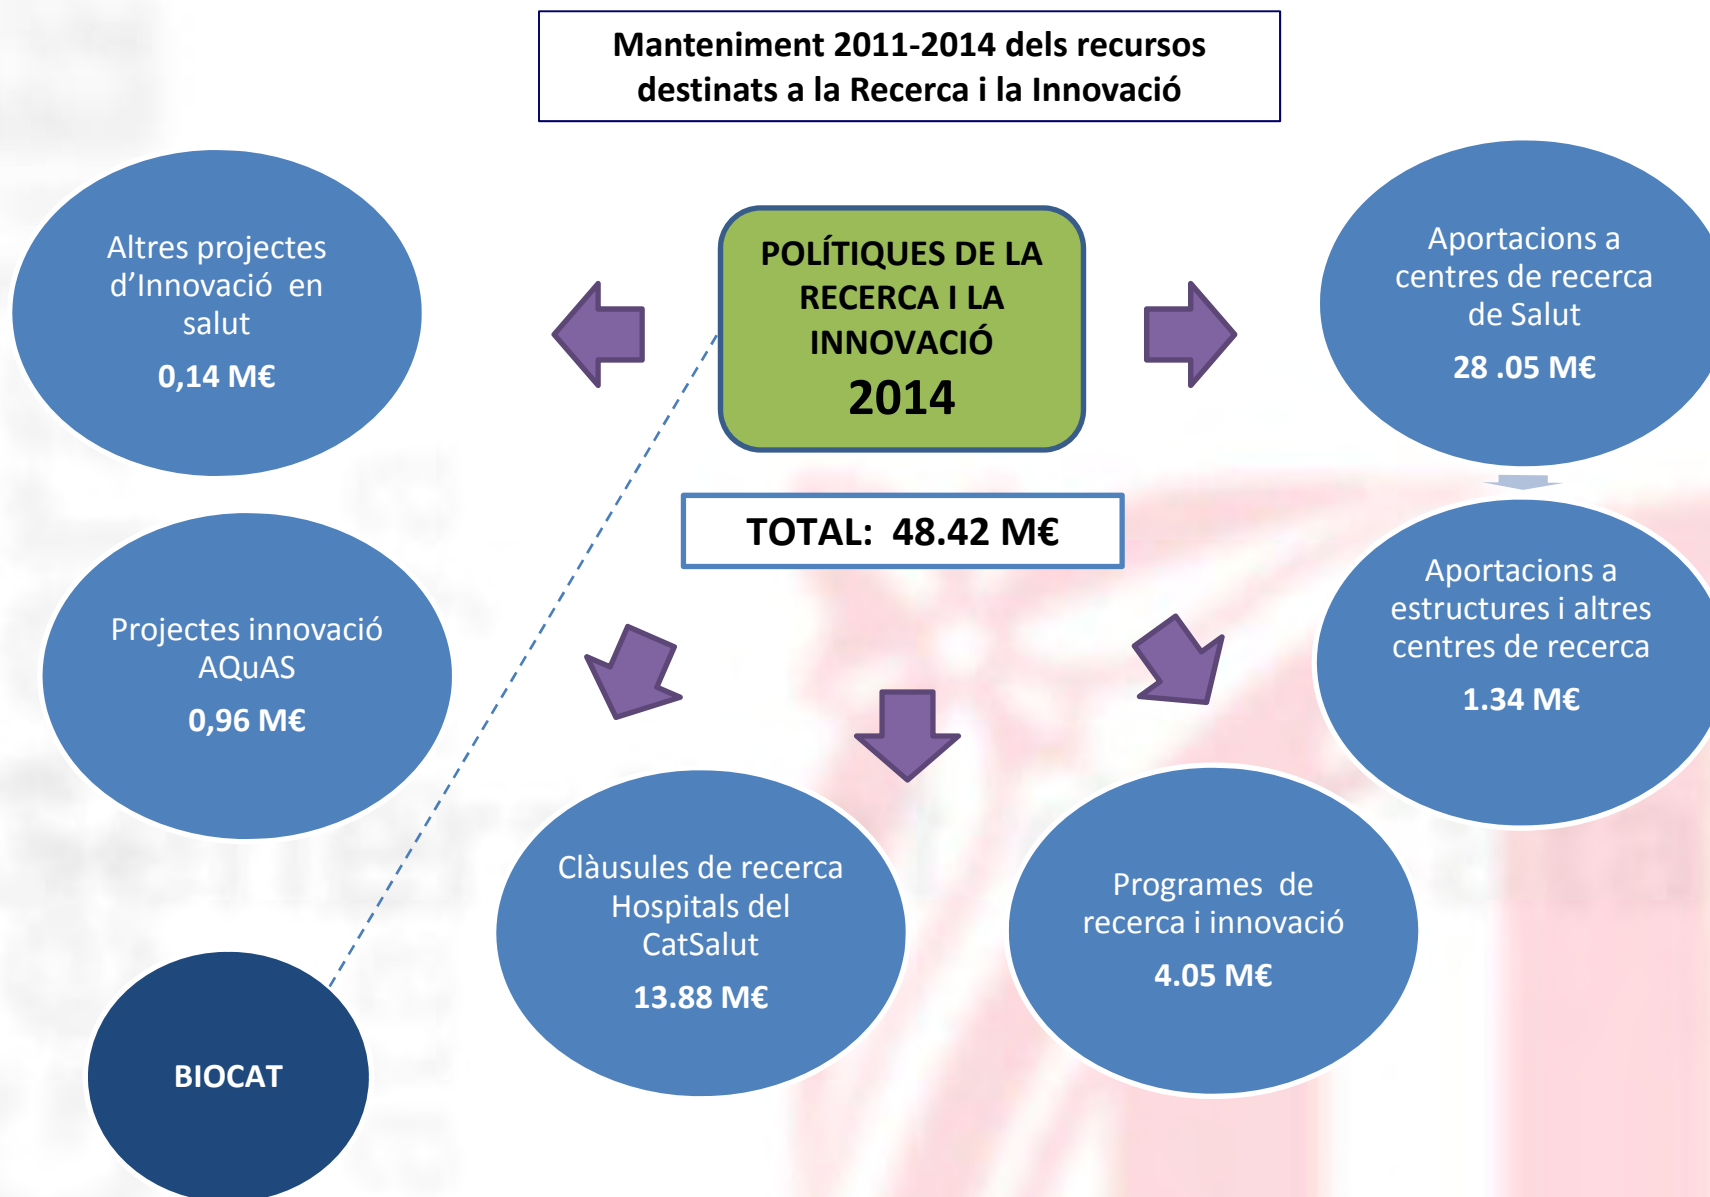 Manteniment 2011-2014 dels recursos
destinats a la Recerca i la Innovació
Altres projectes
d’Innovació en
salut
0,14 M€
POLÍTIQUES DE LA
RECERCA I LA
INNOVACIÓ
2014
Aportacions a
centres de recerca
de Salut
28 .05 M€
TOTAL: 48.42 M€
Projectes innovació
AQuAS
0,96 M€
Aportacions a
estructures i altres
centres de recerca
1.34 M€
Clàusules de recerca
Hospitals del
CatSalut
13.88 M€
Programes de
recerca i innovació
4.05 M€
BIOCAT